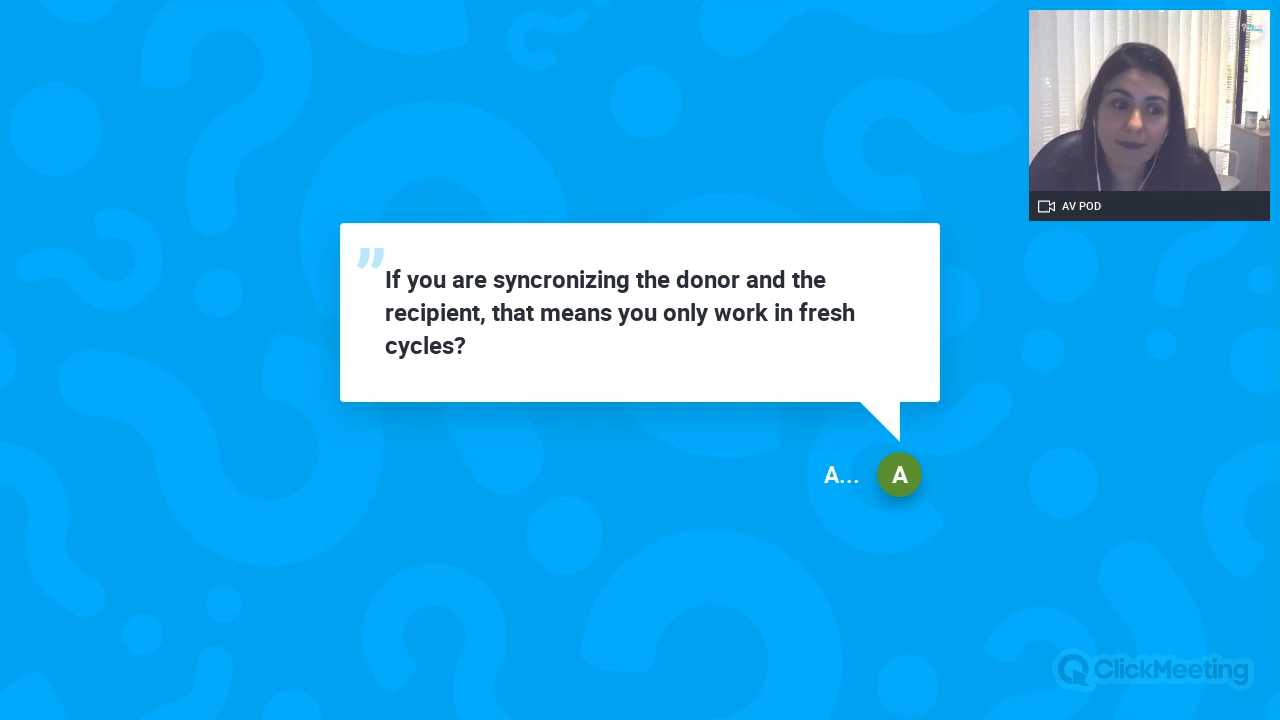 AV POD
"
If you are syncronizing the donor and the
recipient, that means you only work in fresh
cycles?
A... A
ClickMeeting